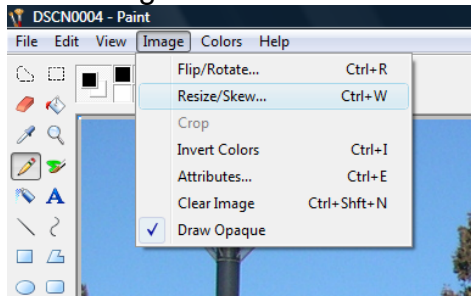 DSCN0004 - Paint
File Edit View Image Colors Help
Flip/Rotate... Ctrl+R
Resize/Skew... Ctrl+W
Crop
Invert Colors Ctrl+I
Attributes... Ctrl+E
Clear Image Ctrl+Shft+N
Draw Opaque
A